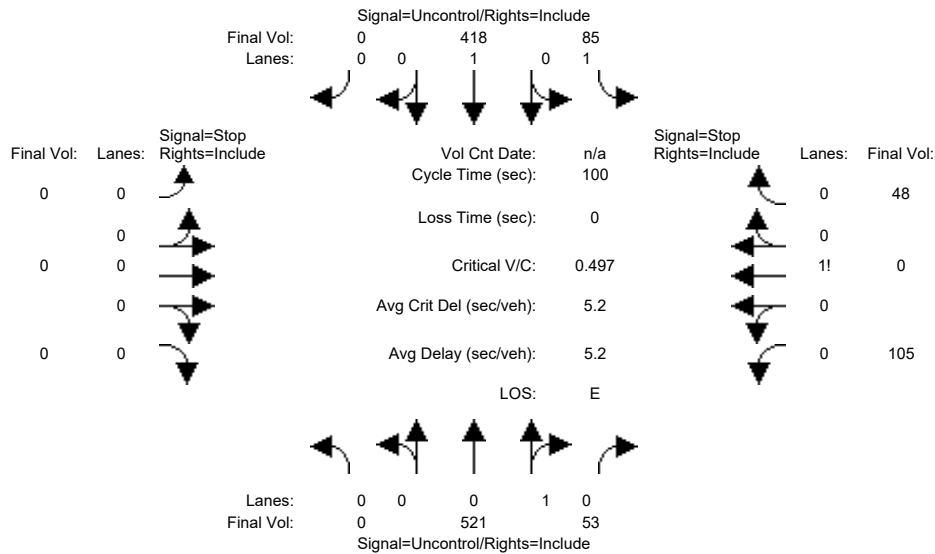 Signal=Uncontrol/Rights=Include
Final Vol: 0 418 85
Lanes: 0 0 1 0 1
Signal=Stop Signal=Stop
Final Vol: Lanes: Rights=Include Vol Cnt Date: n/a Rights=Include Lanes: Final Vol:
Cycle Time (sec): 100
0 0 0 48
Loss Time (sec): 0
0 0
0 0 Critical V/C: 0.497 1! 0
0 Avg Crit Del (sec/veh): 5.2 0
0 0 Avg Delay (sec/veh): 5.2 0 105
LOS: E
Lanes: 0 0 0 1 0
Final Vol: 0 521 53
Signal=Uncontrol/Rights=Include